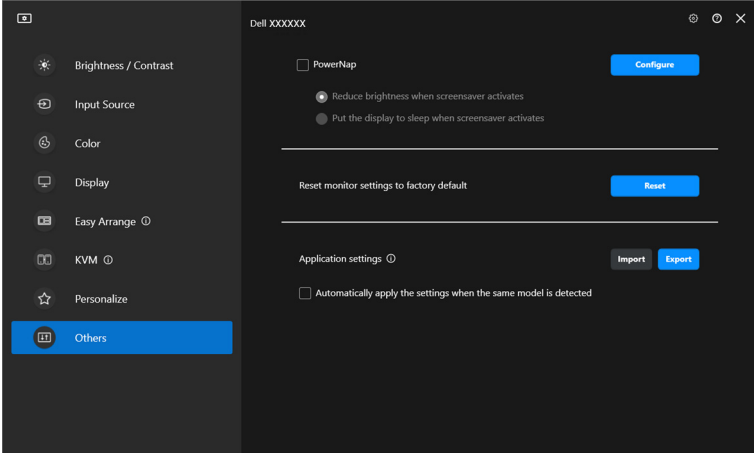 Dell XXXXXX
Brightness / Contrast
Input Source
Color
Display
Easy Arrange
KVM
Personalize
Others
PowerNap
Configure
Reduce brightness when screensaver activates
Put the display to sleep when screensaver activates
Reset monitor settings to factory default
Reset
Application settings
Import
Export
Automatically apply the settings when the same model is detected